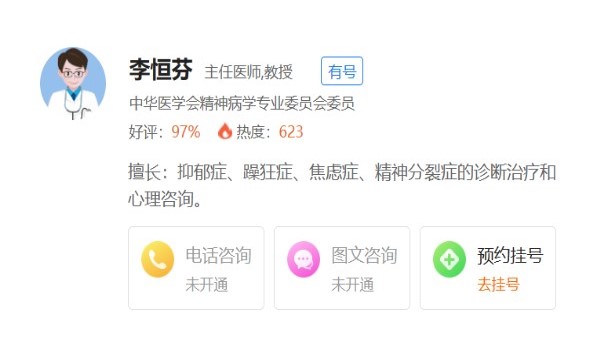 李恒芬 主任医师,教授 有号
中华医学会精神病学专业委员会委员
好评：97% 热度：623
擅长：抑郁症、躁狂症、焦虑症、精神分裂症的诊断治疗和
心理咨询。
电话咨询 图文咨询 预约挂号
未开通 未开通 去挂号